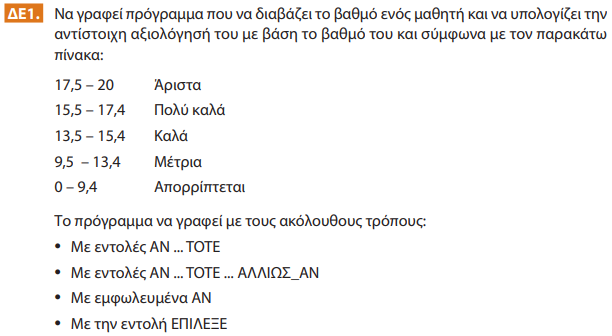 ΔΕ1. Να γραφεί πρόγραμμα που να διαβάζει το βαθμό ενός μαθητή και να υπολογίζει την
αντίστοιχη αξιολόγησή του με βάση το βαθμό του και σύμφωνα με τον παρακάτω
πίνακα:
17,5 – 20 Άριστα
15,5 – 17,4 Πολύ καλά
13,5 – 15,4 Καλά
9,5 – 13,4 Μέτρια
0 – 9,4 Απορρίπτεται
Το πρόγραμμα να γραφεί με τους ακόλουθους τρόπους:
• Με εντολές ΑΝ ... ΤΟΤΕ
• Με εντολές ΑΝ ... ΤΟΤΕ ... ΑΛΛΙΩΣ_ΑΝ
• Με εμφωλευμένα ΑΝ
• Με την εντολή ΕΠΙΛΕΞΕ